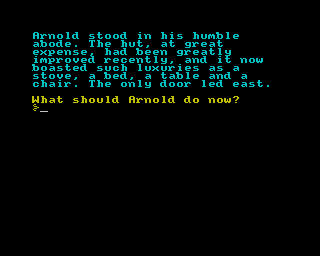 Arnold stood in his humble
abode. The hut, at great
expense, had been greatly
improved recently, and it now
boasted such luxuries as a
stove, a bed, a table and a
chair. The only door led east.
What should Arnold do now?
>_